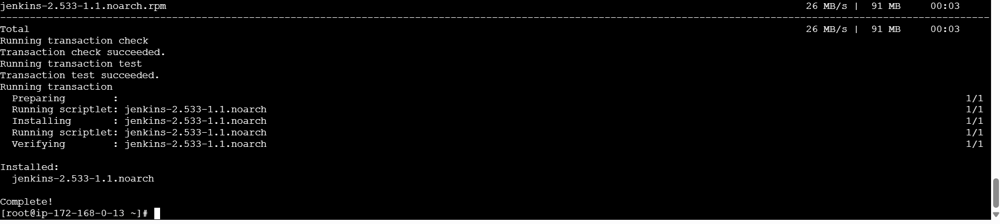 jenkins-2.533-1.1.noarch.rpm 26 MB/s | 91 MB 00:03
--------------------------------------------------------------------------------------------------------------------------------------------------------------------------
Total 26 MB/s | 91 MB 00:03
Running transaction check
Transaction check succeeded.
Running transaction test
Transaction test succeeded.
Running transaction
  Preparing        : 1/1
  Running scriptlet: jenkins-2.533-1.1.noarch 1/1
  Installing       : jenkins-2.533-1.1.noarch 1/1
  Running scriptlet: jenkins-2.533-1.1.noarch 1/1
  Verifying        : jenkins-2.533-1.1.noarch 1/1
Installed:
  jenkins-2.533-1.1.noarch
Complete!
[root@ip-172-168-0-13 ~]#